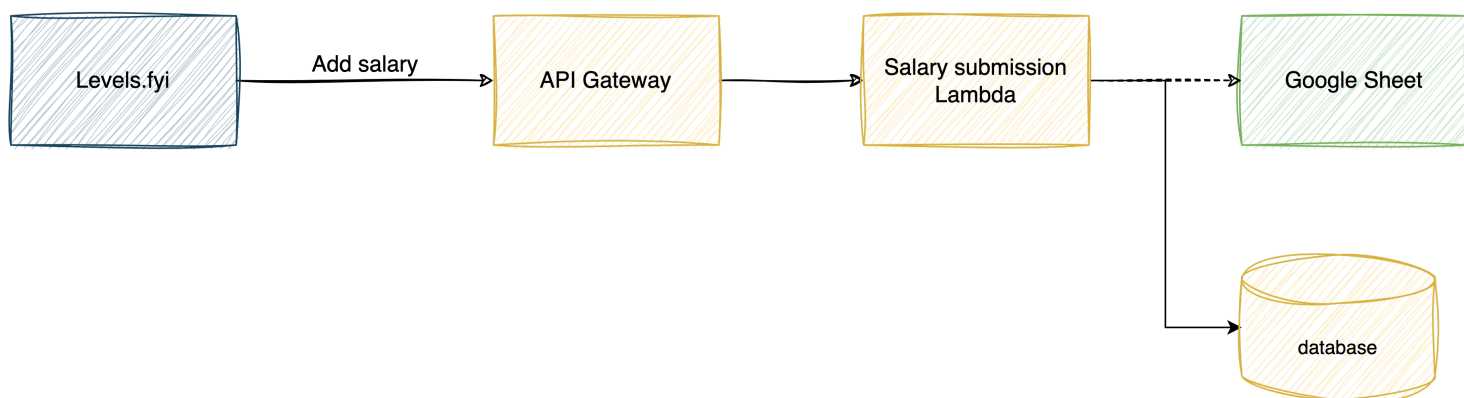 Levels.fyi
Add salary
API Gateway
Salary submission
Lambda
Google Sheet
database